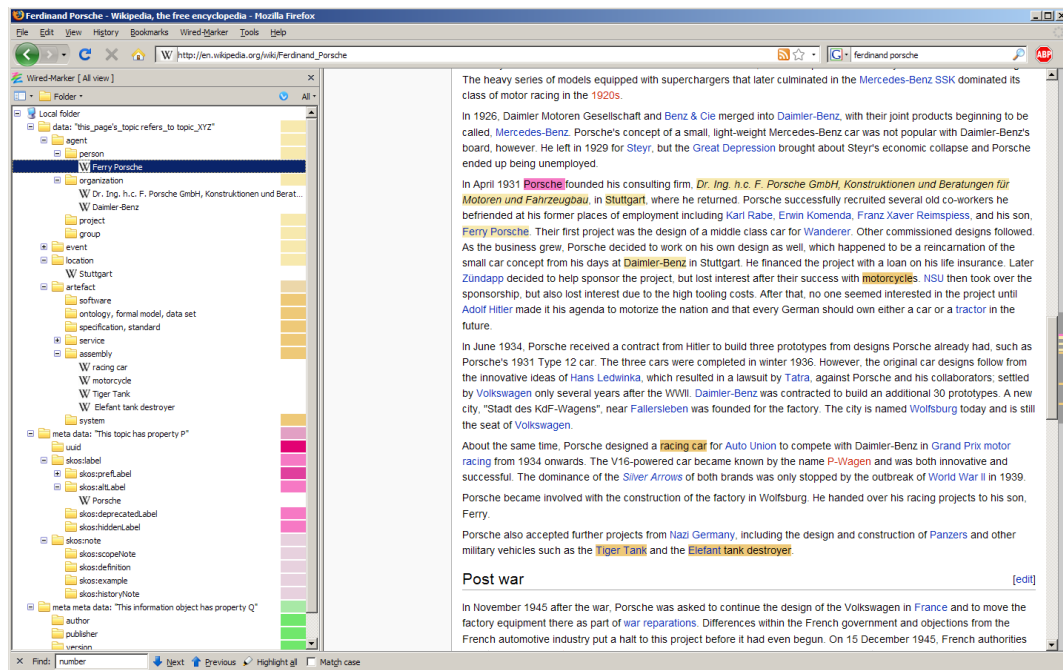 Ferdinand Porsche - Wikipedia, the free encyclopedia - Mozilla Firefox
File Edit View History Bookmarks Wired-Marker Tools Help
W http://en.wikipedia.org/wiki/Ferdinand_Porsche
G ferdinand porsche
ABP
Wired-Marker [ All view ]
Folder All
Local folder
data: "this_page's_topic refers_to topic_XYZ"
agent
person
W Ferry Porsche
organization
W Dr. Ing. h.c. F. Porsche GmbH, Konstruktionen und Berat...
W Daimler-Benz
project
group
event
location
W Stuttgart
artefact
software
ontology, formal model, data set
specification, standard
service
assembly
W racing car
W motorcycle
W Tiger Tank
W Elefant tank destroyer
system
meta data: "This topic has property P"
uuid
skos:label
skos:prefLabel
skos:altLabel
W Porsche
skos:deprecatedLabel
skos:hiddenLabel
skos:note
skos:scopeNote
skos:definition
skos:example
skos:historyNote
meta meta data: "This information object has property Q"
author
publisher
version
The heavy series of models equipped with superchargers that later culminated in the Mercedes-Benz SSK dominated its
class of motor racing in the 1920s.
In 1926, Daimler Motoren Gesellschaft and Benz & Cie merged into Daimler-Benz, with their joint products beginning to be
called, Mercedes-Benz. Porsche's concept of a small, light-weight Mercedes-Benz car was not popular with Daimler-Benz's
board, however. He left in 1929 for Steyr, but the Great Depression brought about Steyr's economic collapse and Porsche
ended up being unemployed.
In April 1931 Porsche founded his consulting firm, Dr. Ing. h.c. F. Porsche GmbH, Konstruktionen und Beratungen für
Motoren und Fahrzeugbau, in Stuttgart, where he returned. Porsche successfully recruited several old co-workers he
befriended at his former places of employment including Karl Rabe, Erwin Komenda, Franz Xaver Reimspiess, and his son,
Ferry Porsche. Their first project was the design of a middle class car for Wanderer. Other commissioned designs followed.
As the business grew, Porsche decided to work on his own design as well, which happened to be a reincarnation of the
small car concept from his days at Daimler-Benz in Stuttgart. He financed the project with a loan on his life insurance. Later
Zündapp decided to help sponsor the project, but lost interest after their success with motorcycles. NSU then took over the
sponsorship, but also lost interest due to the high tooling costs. After that, no one seemed interested in the project until
Adolf Hitler made it his agenda to motorize the nation and that every German should own either a car or a tractor in the
future.
In June 1934, Porsche received a contract from Hitler to build three prototypes from designs Porsche already had, such as
Porsche's 1931 Type 12 car. The three cars were completed in winter 1936. However, the original car designs follow from
the innovative ideas of Hans Ledwinka, which resulted in a lawsuit by Tatra, against Porsche and his collaborators; settled
by Volkswagen only several years after the WWII. Daimler-Benz was contracted to build an additional 30 prototypes. A new
city, "Stadt des KdF-Wagens", near Fallersleben was founded for the factory. The city is named Wolfsburg today and is still
the seat of Volkswagen.
About the same time, Porsche designed a racing car for Auto Union to compete with Daimler-Benz in Grand Prix motor
racing from 1934 onwards. The V16-powered car became known by the name P-Wagen and was both innovative and
successful. The dominance of the Silver Arrows of both brands was only stopped by the outbreak of World War II in 1939.
Porsche became involved with the construction of the factory in Wolfsburg. He handed over his racing projects to his son,
Ferry.
Porsche also accepted further projects from Nazi Germany, including the design and construction of Panzers and other
military vehicles such as the Tiger Tank and the Elefant tank destroyer.
Post war [edit]
In November 1945 after the war, Porsche was asked to continue the design of the Volkswagen in France and to move the
factory equipment there as part of war reparations. Differences within the French government and objections from the
French automotive industry put a halt to this project before it had even begun. On 15 December 1945, French authorities
Find: number Next Previous Highlight all Match case